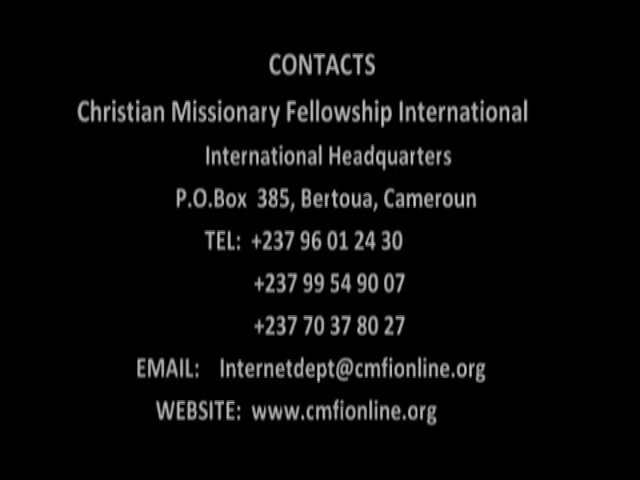 CONTACTS
Christian Missionary Fellowship International
International Headquarters
P.O.Box 385, Bertoua, Cameroun
TEL: +237 96 01 24 30
+237 99 54 90 07
+237 70 37 80 27
EMAIL: Internetdept@cmfionline.org
WEBSITE: www.cmfionline.org